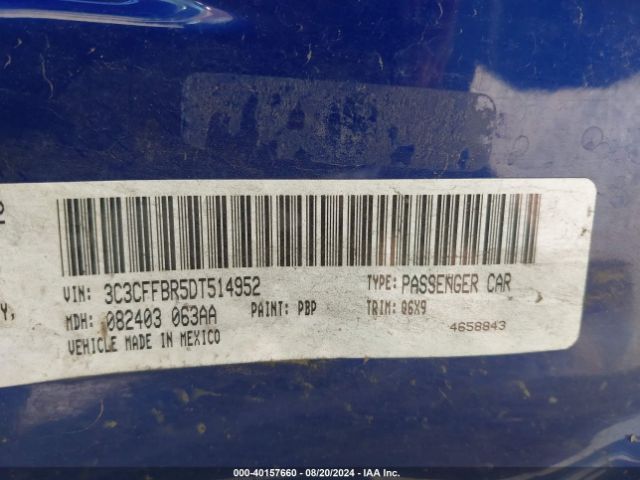 VIN: 3C3CFFBR5DT514952 TYPE: PASSENGER CAR
MDH: 082403 063AA PAINT: PBP TRIM: Q6X9
VEHICLE MADE IN MEXICO 4658843
000-40157660 - 08/20/2024 - IAA Inc.